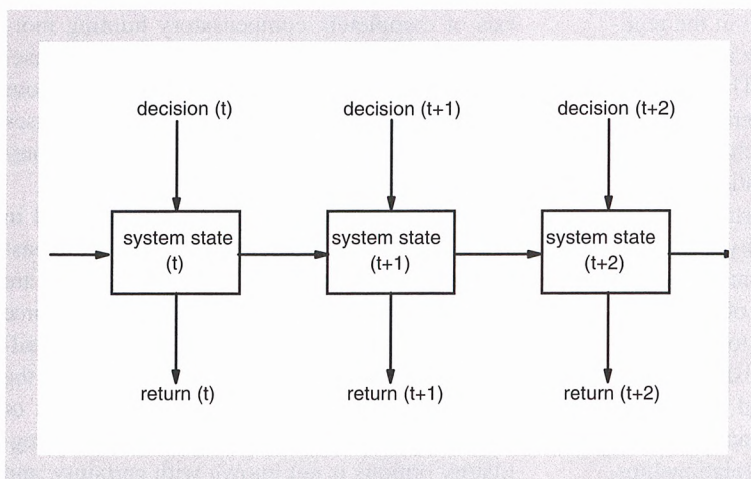 decision (t)
decision (t+1)
decision (t+2)
system state
(t)
system state
(t+1)
system state
(t+2)
return (t)
return (t+1)
return (t+2)